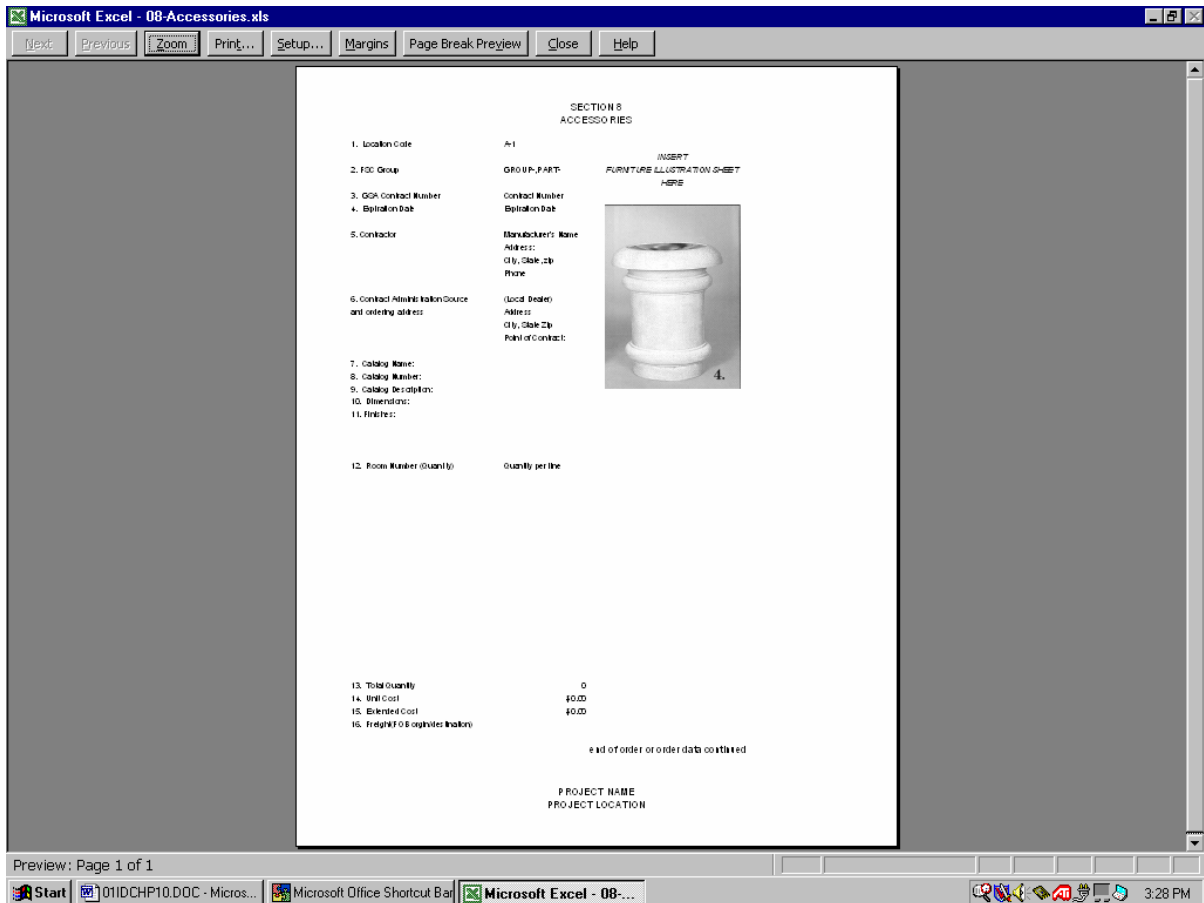 Microsoft Excel - 08-Accessories.xls
Next Previous Zoom Print... Setup... Margins Page Break Preview Close Help
SECTION 8
ACCESSORIES
1. Location Code A-1
INSERT
2. FSC Group GROUP-,PART- FURNITURE ILLUSTRATION SHEET
HERE
3. GSA Contract Number Contract Number
4. Expiration Date Expiration Date
5. Contractor Manufacturer's Name
Address:
City, State ,zip
Phone
6. Contract Administration Source (Local Dealer)
and ordering address Address
City, State Zip
Point of Contract:
7. Catalog Name:
8. Catalog Number:
4.
9. Catalog Description:
10. Dimensions:
11. Finishes:
12. Room Number (Quantity) Quantity per line
13. Total Quantity 0
14. Unit Cost $0.00
15. Extended Cost $0.00
16. Freight(FOB orgin/destination)
end of order or order data continued
PROJECT NAME
PROJECT LOCATION
Preview: Page 1 of 1
Start 01IDCHP10.DOC - Micros... Microsoft Office Shortcut Bar Microsoft Excel - 08-... 3:28 PM